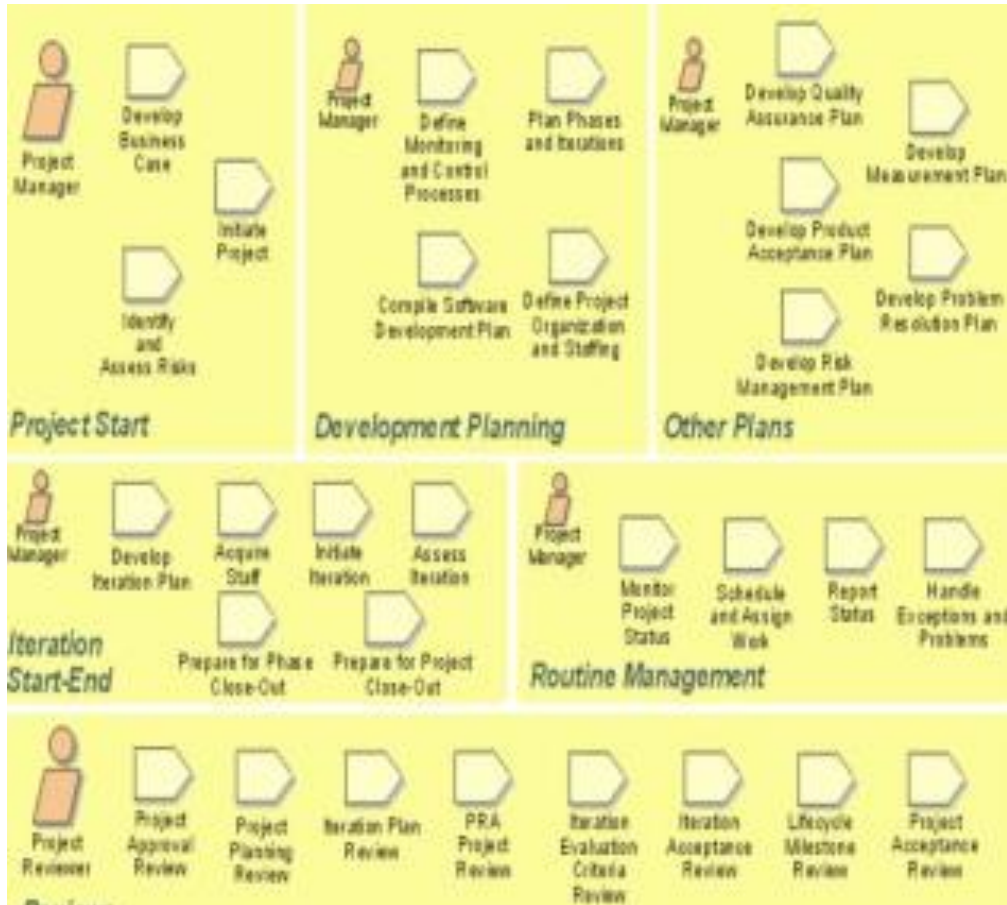 Project
Manager
Develop
Business
Case
Initiate
Project
Identify
and
Assess Risks
Project Start
Project
Manager
Define
Monitoring
and Control
Processes
Plan Phases
and Iterations
Compile Software
Development Plan
Define Project
Organization
and Staffing
Development Planning
Project
Manager
Develop Quality
Assurance Plan
Develop
Measurement Plan
Develop Product
Acceptance Plan
Develop Problem
Resolution Plan
Develop Risk
Management Plan
Other Plans
Project
Manager
Develop
Iteration Plan
Acquire
Staff
Initiate
Iteration
Assess
Iteration
Prepare for Phase
Close-Out
Prepare for Project
Close-Out
Iteration
Start-End
Project
Manager
Monitor
Project
Status
Schedule
and Assign
Work
Report
Status
Handle
Exceptions and
Problems
Routine Management
Project
Reviewer
Project
Approval
Review
Project
Planning
Review
Iteration Plan
Review
PRA
Project
Review
Iteration
Evaluation
Criteria
Review
Iteration
Acceptance
Review
Lifecycle
Milestone
Review
Project
Acceptance
Review